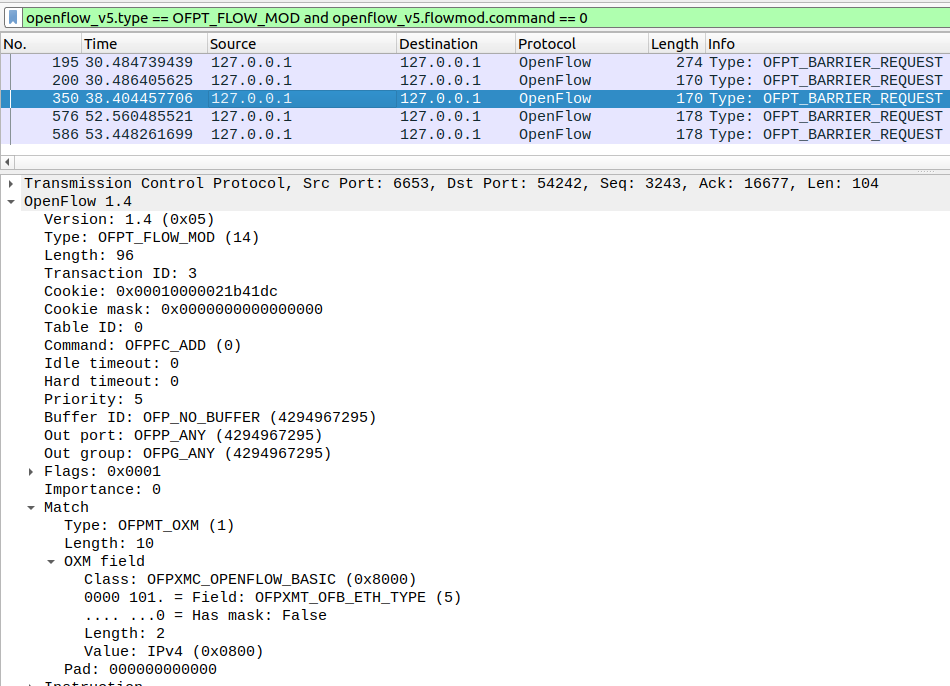 openflow_v5.type == OFPT_FLOW_MOD and openflow_v5.flowmod.command == 0
No. Time Source Destination Protocol Length Info
195 30.484739439 127.0.0.1 127.0.0.1 OpenFlow 274 Type: OFPT_BARRIER_REQUEST
200 30.486405625 127.0.0.1 127.0.0.1 OpenFlow 170 Type: OFPT_BARRIER_REQUEST
350 38.404457706 127.0.0.1 127.0.0.1 OpenFlow 170 Type: OFPT_BARRIER_REQUEST
576 52.560485521 127.0.0.1 127.0.0.1 OpenFlow 178 Type: OFPT_BARRIER_REQUEST
586 53.448261699 127.0.0.1 127.0.0.1 OpenFlow 178 Type: OFPT_BARRIER_REQUEST
Transmission Control Protocol, Src Port: 6653, Dst Port: 54242, Seq: 3243, Ack: 16677, Len: 104
OpenFlow 1.4
Version: 1.4 (0x05)
Type: OFPT_FLOW_MOD (14)
Length: 96
Transaction ID: 3
Cookie: 0x00010000021b41dc
Cookie mask: 0x0000000000000000
Table ID: 0
Command: OFPFC_ADD (0)
Idle timeout: 0
Hard timeout: 0
Priority: 5
Buffer ID: OFP_NO_BUFFER (4294967295)
Out port: OFPP_ANY (4294967295)
Out group: OFPG_ANY (4294967295)
Flags: 0x0001
Importance: 0
Match
Type: OFPMT_OXM (1)
Length: 10
OXM field
Class: OFPXMC_OPENFLOW_BASIC (0x8000)
0000 101. = Field: OFPXMT_OFB_ETH_TYPE (5)
.... ...0 = Has mask: False
Length: 2
Value: IPv4 (0x0800)
Pad: 000000000000
Instruction